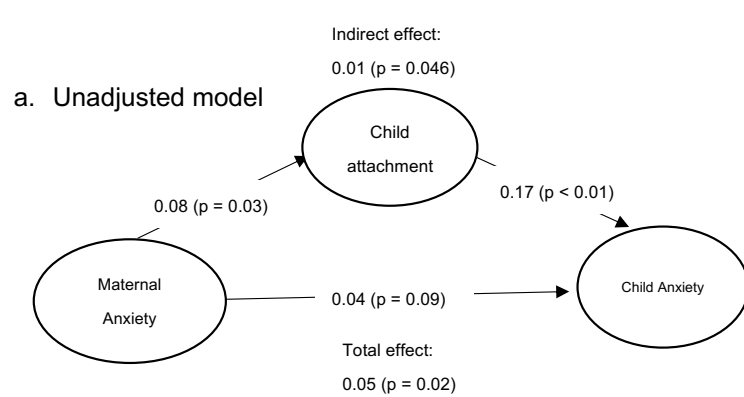 Indirect effect:
0.01 (p = 0.046)
a. Unadjusted model
Child
attachment
0.08 (p = 0.03)
0.17 (p < 0.01)
Maternal
Anxiety
0.04 (p = 0.09)
Child Anxiety
Total effect:
0.05 (p = 0.02)